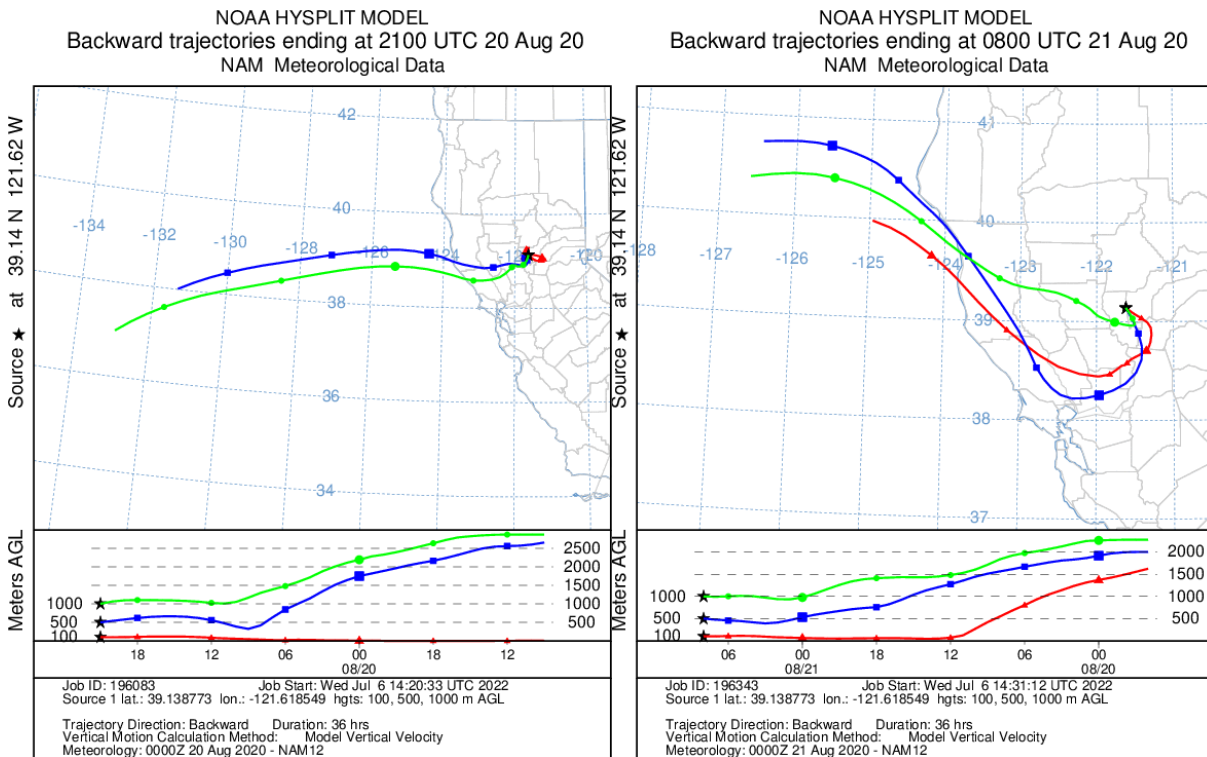 NOAA HYSPLIT MODEL
Backward trajectories ending at 2100 UTC 20 Aug 20
NAM Meteorological Data
Source ★ at 39.14 N 121.62 W
42
40
38
36
34
-134
-132
-130
-128
-126
-124
-120
Meters AGL
2500
2000
1500
1000
500
1000
500
100
18 12 06 00 18 12
08/20
Job ID: 196083 Job Start: Wed Jul 6 14:20:33 UTC 2022
Source 1 lat.: 39.138773 lon.: -121.618549 hgts: 100, 500, 1000 m AGL
Trajectory Direction: Backward Duration: 36 hrs
Vertical Motion Calculation Method: Model Vertical Velocity
Meteorology: 0000Z 20 Aug 2020 - NAM12
NOAA HYSPLIT MODEL
Backward trajectories ending at 0800 UTC 21 Aug 20
NAM Meteorological Data
Source ★ at 39.14 N 121.62 W
41
40
39
38
37
-128
-127
-126
-125
-124
-123
-122
-121
Meters AGL
2000
1500
1000
500
1000
500
100
06 00 18 12 06 00
08/21 08/20
Job ID: 196343 Job Start: Wed Jul 6 14:31:12 UTC 2022
Source 1 lat.: 39.138773 lon.: -121.618549 hgts: 100, 500, 1000 m AGL
Trajectory Direction: Backward Duration: 36 hrs
Vertical Motion Calculation Method: Model Vertical Velocity
Meteorology: 0000Z 21 Aug 2020 - NAM12